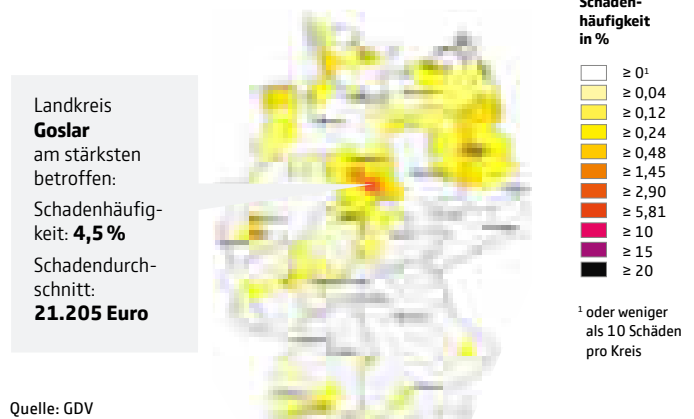 Schaden-
häufigkeit
in %
≥ 0¹
≥ 0,04
≥ 0,12
≥ 0,24
≥ 0,48
≥ 1,45
≥ 2,90
≥ 5,81
≥ 10
≥ 15
≥ 20
¹ oder weniger
als 10 Schäden
pro Kreis
Landkreis
Goslar
am stärksten
betroffen:
Schadenhäufig-
keit: 4,5 %
Schadendurch-
schnitt:
21.205 Euro
Quelle: GDV